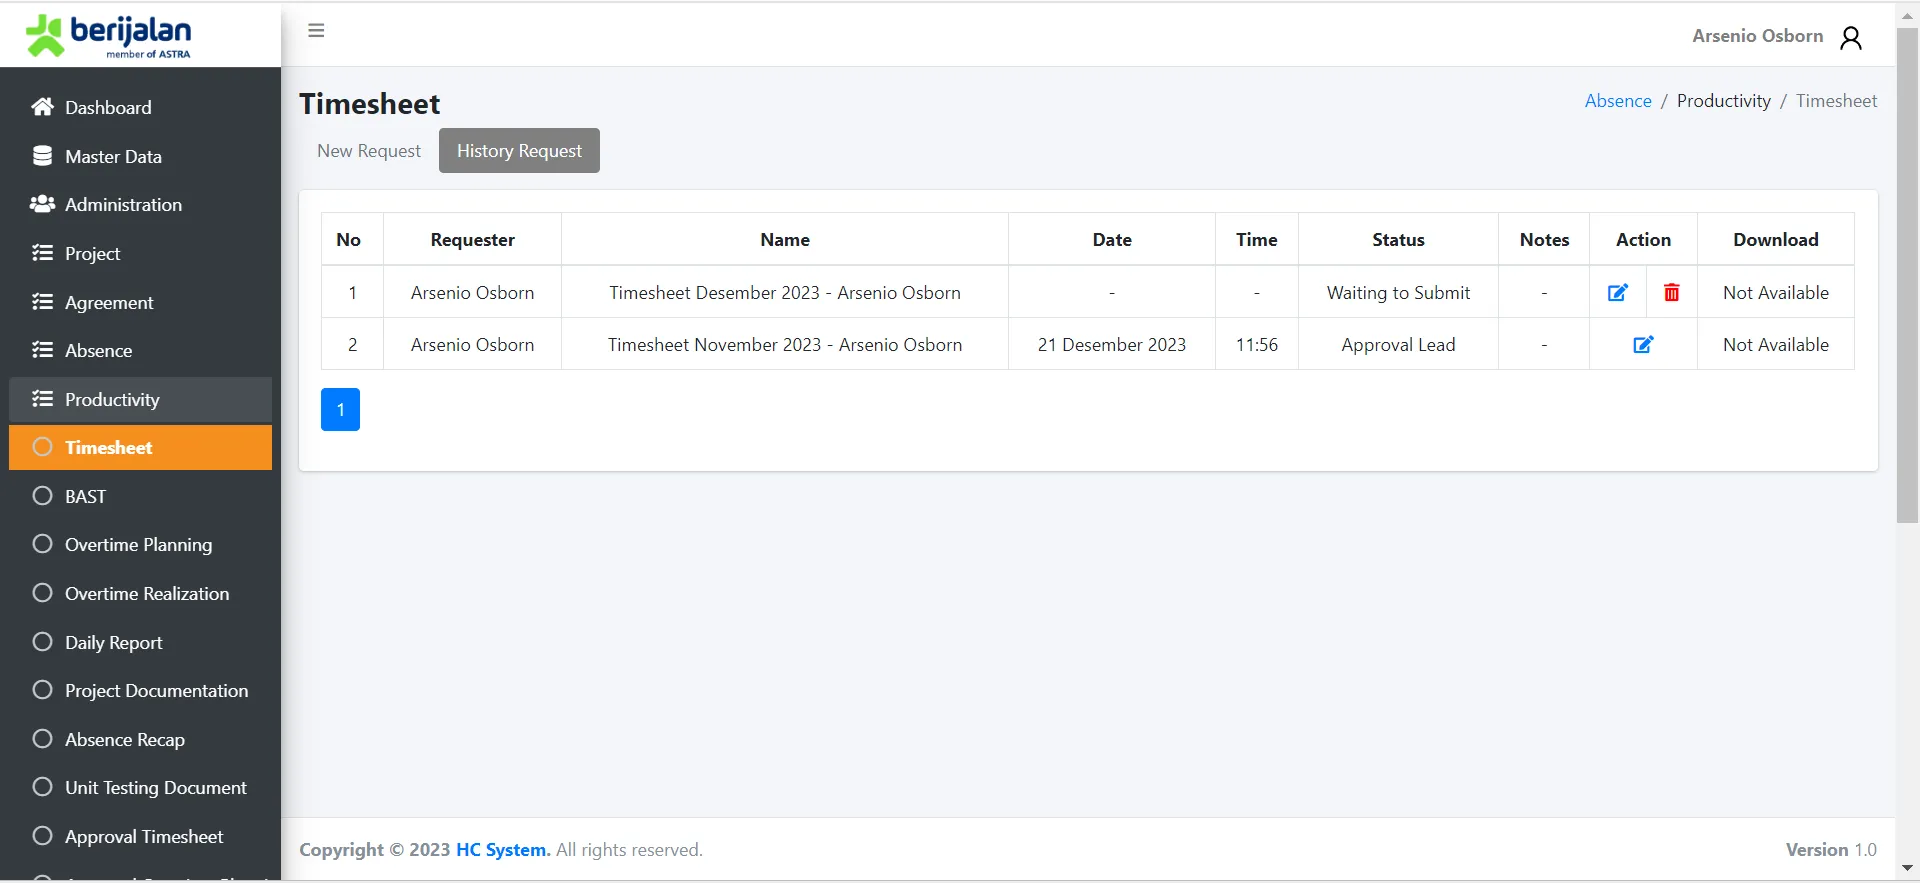 berijalan
member of ASTRA
Arsenio Osborn
Dashboard
Master Data
Administration
Project
Agreement
Absence
Productivity
Timesheet
BAST
Overtime Planning
Overtime Realization
Daily Report
Project Documentation
Absence Recap
Unit Testing Document
Approval Timesheet
Timesheet
Absence / Productivity / Timesheet
New Request History Request
No Requester Name Date Time Status Notes Action Download
1 Arsenio Osborn Timesheet Desember 2023 - Arsenio Osborn - - Waiting to Submit - Not Available
2 Arsenio Osborn Timesheet November 2023 - Arsenio Osborn 21 Desember 2023 11:56 Approval Lead - Not Available
1
Copyright © 2023 HC System. All rights reserved.
Version 1.0